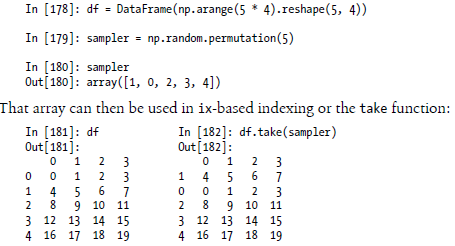 In [178]: df = DataFrame(np.arange(5 * 4).reshape(5, 4))
In [179]: sampler = np.random.permutation(5)
In [180]: sampler
Out[180]: array([1, 0, 2, 3, 4])
That array can then be used in ix-based indexing or the take function:
In [181]: df In [182]: df.take(sampler)
Out[181]: Out[182]:
0 1 2 3 0 1 2 3
0 0 1 2 3 1 4 5 6 7
1 4 5 6 7 0 0 1 2 3
2 8 9 10 11 2 8 9 10 11
3 12 13 14 15 3 12 13 14 15
4 16 17 18 19 4 16 17 18 19